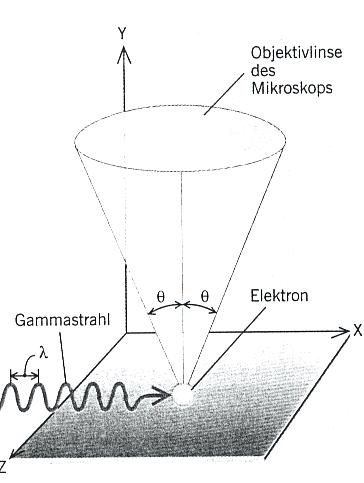 Y
Objektivlinse
des
Mikroskops
θ θ
Elektron
Gammastrahl
X
λ
Z